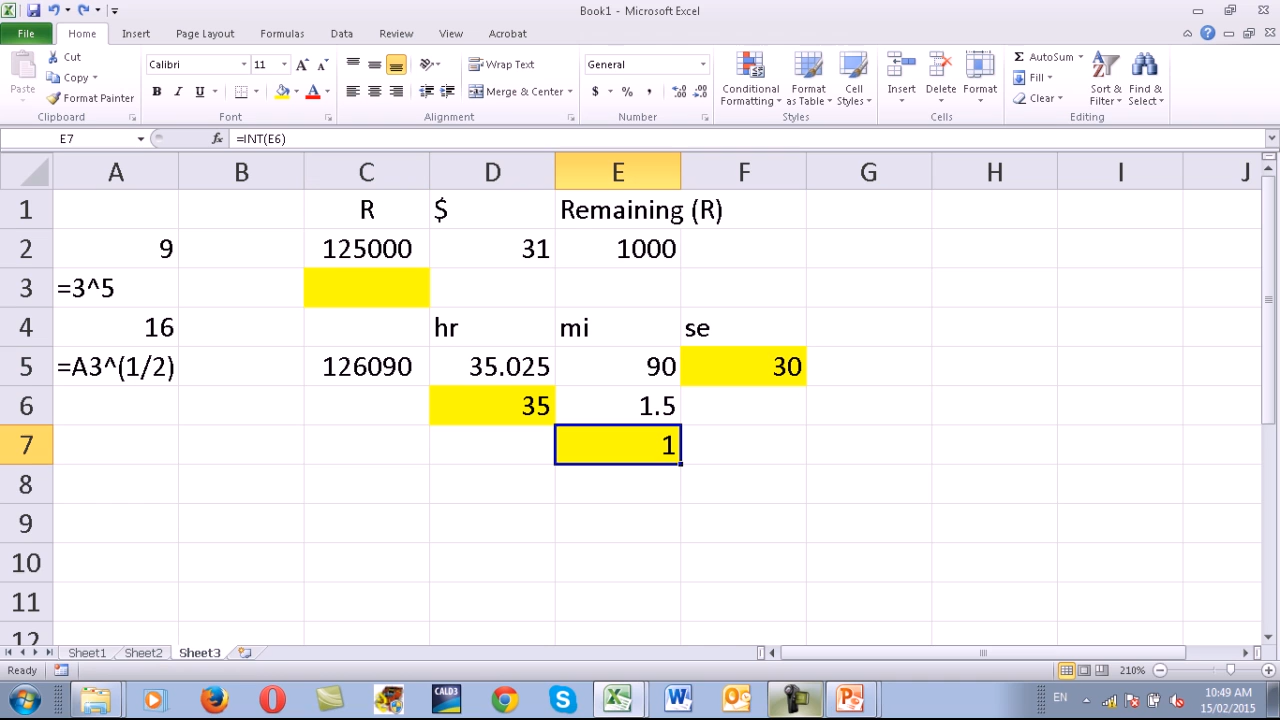 Book1 - Microsoft Excel
File Home Insert Page Layout Formulas Data Review View Acrobat
Paste
Cut
Copy
Format Painter
Clipboard
Calibri 11
B I U
Font
Wrap Text
Merge & Center
Alignment
General
$ % ,
Number
Conditional Formatting
Format as Table
Cell Styles
Styles
Insert Delete Format
Cells
AutoSum
Fill
Clear
Sort & Filter
Find & Select
Editing
E7 fx =INT(E6)
A B C D E F G H I J
1 R $ Remaining (R)
2 9 125000 31 1000
3 =3^5
4 16 hr mi se
5 =A3^(1/2) 126090 35.025 90 30
6 35 1.5
7 1
8
9
10
11
12
Sheet1 Sheet2 Sheet3
Ready 210%
CALD3 EN 10:49 AM
15/02/2015